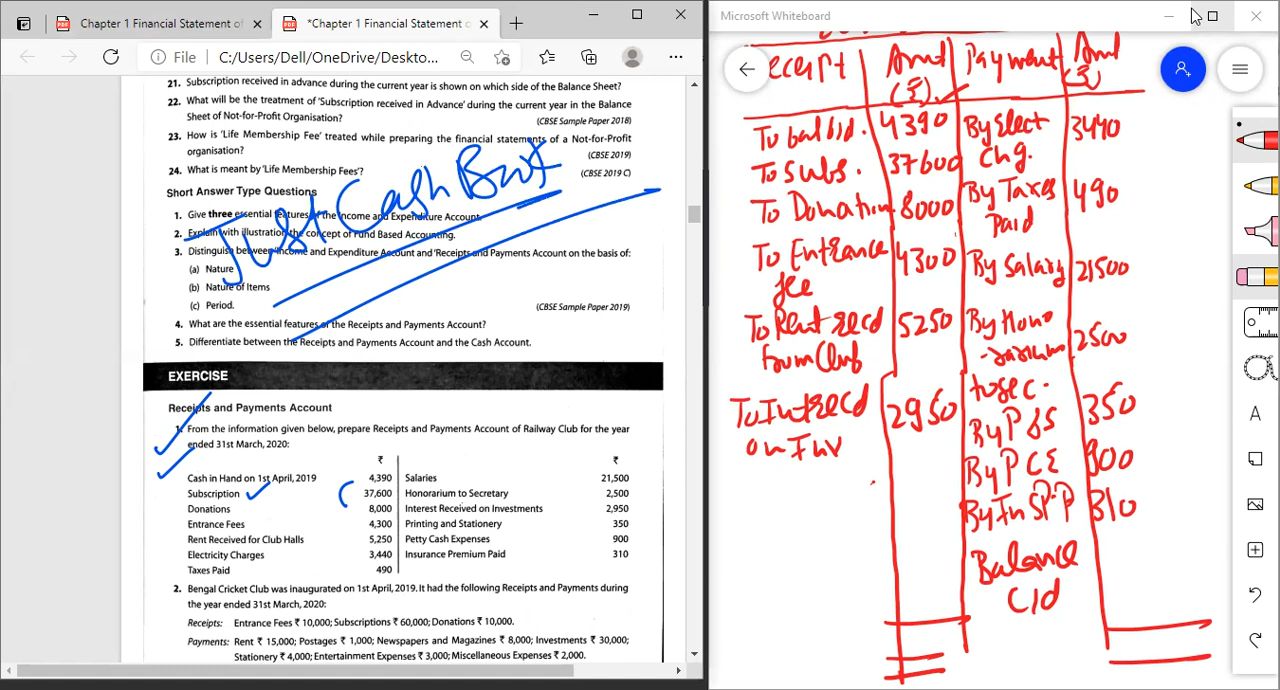 Chapter 1 Financial Statement of
*Chapter 1 Financial Statement o
File
C:/Users/Dell/OneDrive/Deskto...
21. Subscription received in advance during the current year is shown on which side of the Balance Sheet?
22. What will be the treatment of 'Subscription received in Advance' during the current year in the Balance
Sheet of Not-for-Profit Organisation?
(CBSE Sample Paper 2018)
23. How is 'Life Membership Fee' treated while preparing the financial statements of a Not-for-Profit
organisation?
(CBSE 2019)
24. What is meant by 'Life Membership Fees'?
(CBSE 2019 C)
Just Cash Book
Short Answer Type Questions
1. Give three essential features of the Income and Expenditure Account.
2. Explain with illustration the concept of Fund Based Accounting.
3. Distinguish between 'Income and Expenditure Account and 'Receipts and Payments Account on the basis of:
(a) Nature
(b) Nature of Items
(c) Period.
(CBSE Sample Paper 2019)
4. What are the essential features of the Receipts and Payments Account?
5. Differentiate between the Receipts and Payments Account and the Cash Account.
EXERCISE
Receipts and Payments Account
1. From the information given below, prepare Receipts and Payments Account of Railway Club for the year
ended 31st March, 2020:
₹ ₹
Cash in Hand on 1st April, 2019 4,390 Salaries 21,500
Subscription 37,600 Honorarium to Secretary 2,500
Donations 8,000 Interest Received on Investments 2,950
Entrance Fees 4,300 Printing and Stationery 350
Rent Received for Club Halls 5,250 Petty Cash Expenses 900
Electricity Charges 3,440 Insurance Premium Paid 310
Taxes Paid 490
2. Bengal Cricket Club was inaugurated on 1st April, 2019. It had the following Receipts and Payments during
the year ended 31st March, 2020:
Receipts: Entrance Fees ₹ 10,000; Subscriptions ₹ 60,000; Donations ₹ 10,000.
Payments: Rent ₹ 15,000; Postages ₹ 1,000; Newspapers and Magazines ₹ 8,000; Investments ₹ 30,000;
Stationery ₹ 4,000; Entertainment Expenses ₹ 3,000; Miscellaneous Expenses ₹ 2,000.
Microsoft Whiteboard
eceipt Amt (₹) Payment Amt (₹)
To bal b/d. 4390 By Elect 3440
Chg.
To Subs. 37600
To Donation 8000 By Taxes 490
Paid
To Entrance 4300 By Salary 21500
fee
To Rent recd 5250 By Hono
from Club -rarium 2500
to sec.
To Int recd 2950 By P &S 350
on Inv
By P C E 900
By In S P.P 310
Balance
C/d
A